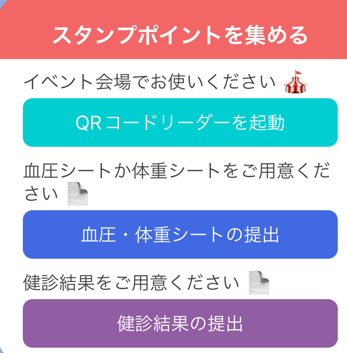 スタンプポイントを集める
イベント会場でお使いください 🎪
QRコードリーダーを起動
血圧シートか体重シートをご用意くだ
さい 📄
血圧・体重シートの提出
健診結果をご用意ください 📄
健診結果の提出